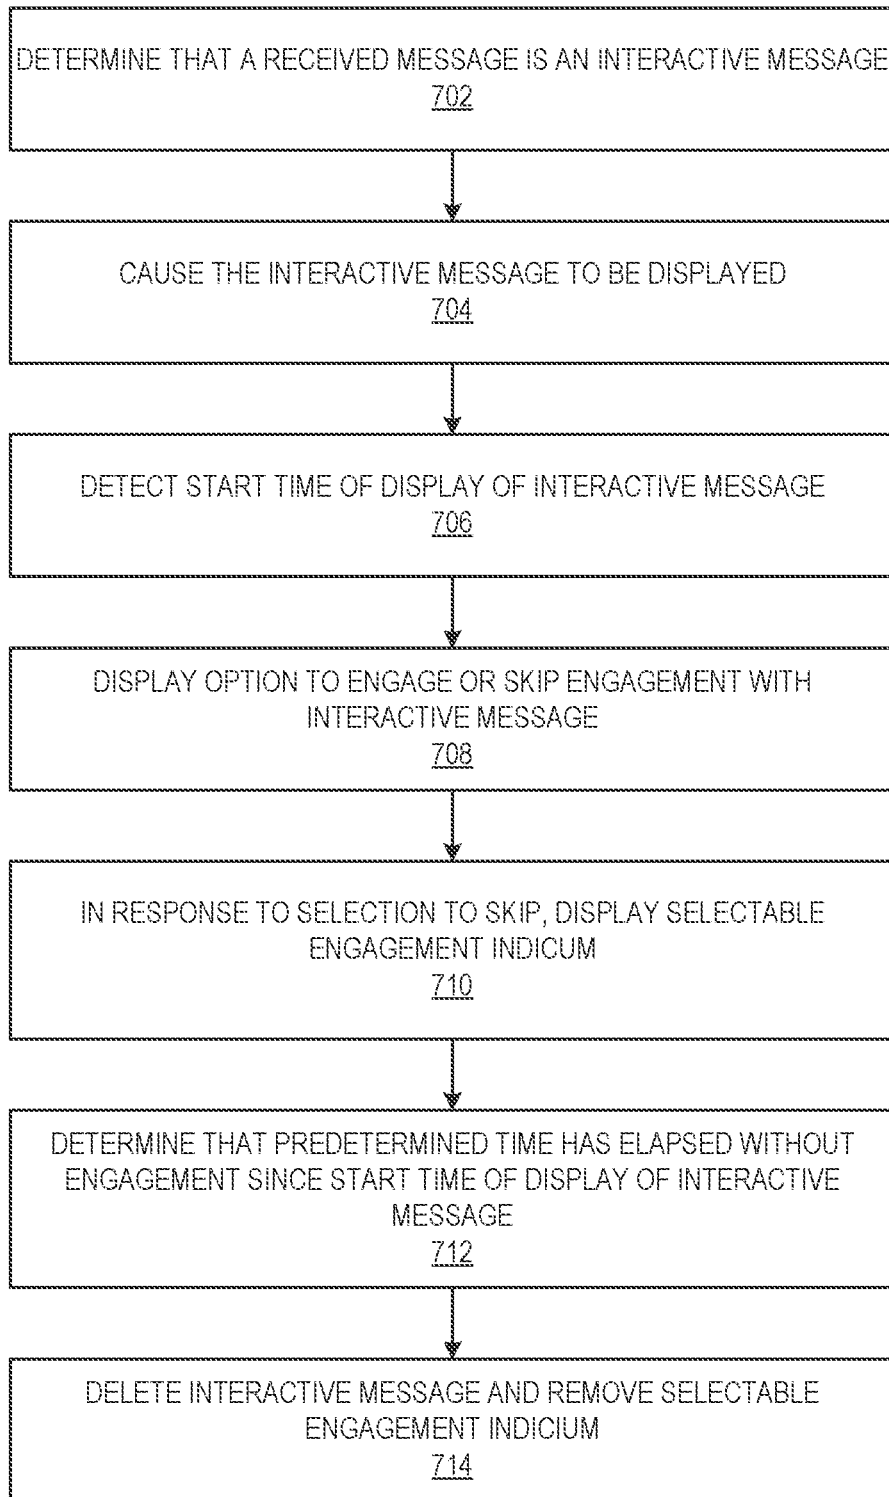 DETERMINE THAT A RECEIVED MESSAGE IS AN INTERACTIVE MESSAGE
702
CAUSE THE INTERACTIVE MESSAGE TO BE DISPLAYED
704
DETECT START TIME OF DISPLAY OF INTERACTIVE MESSAGE
706
DISPLAY OPTION TO ENGAGE OR SKIP ENGAGEMENT WITH
INTERACTIVE MESSAGE
708
IN RESPONSE TO SELECTION TO SKIP, DISPLAY SELECTABLE
ENGAGEMENT INDICUM
710
DETERMINE THAT PREDETERMINED TIME HAS ELAPSED WITHOUT
ENGAGEMENT SINCE START TIME OF DISPLAY OF INTERACTIVE
MESSAGE
712
DELETE INTERACTIVE MESSAGE AND REMOVE SELECTABLE
ENGAGEMENT INDICIUM
714